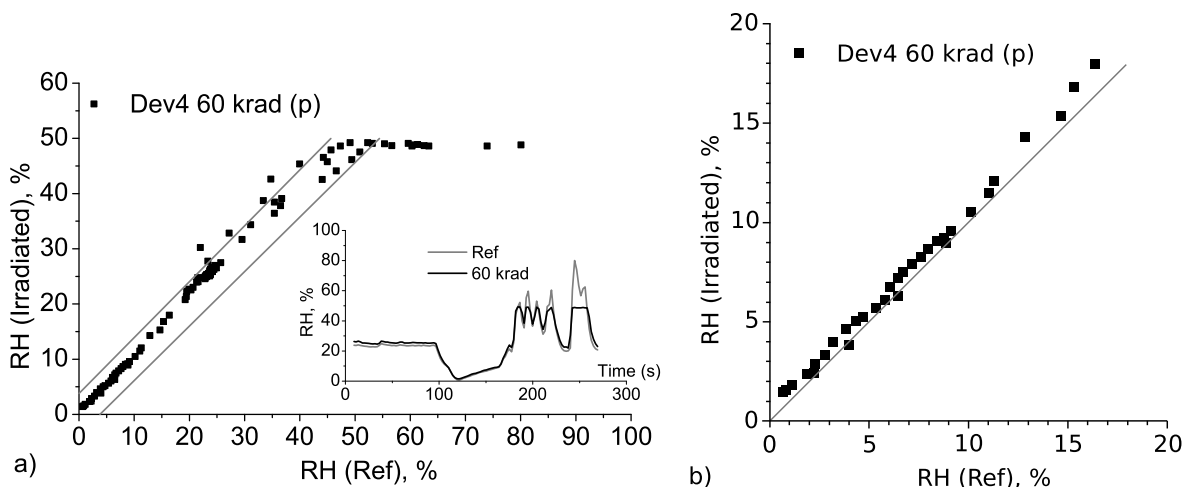 Dev4 60 krad (p)
RH (Irradiated), %
60
50
40
30
20
10
0
0 10 20 30 40 50 60 70 80 90 100
RH (Ref), %
a)
Ref
60 krad
RH, %
100
80
60
40
20
0
0 100 200 300
Time (s)
Dev4 60 krad (p)
RH (Irradiated), %
20
15
10
5
0
0 5 10 15 20
RH (Ref), %
b)